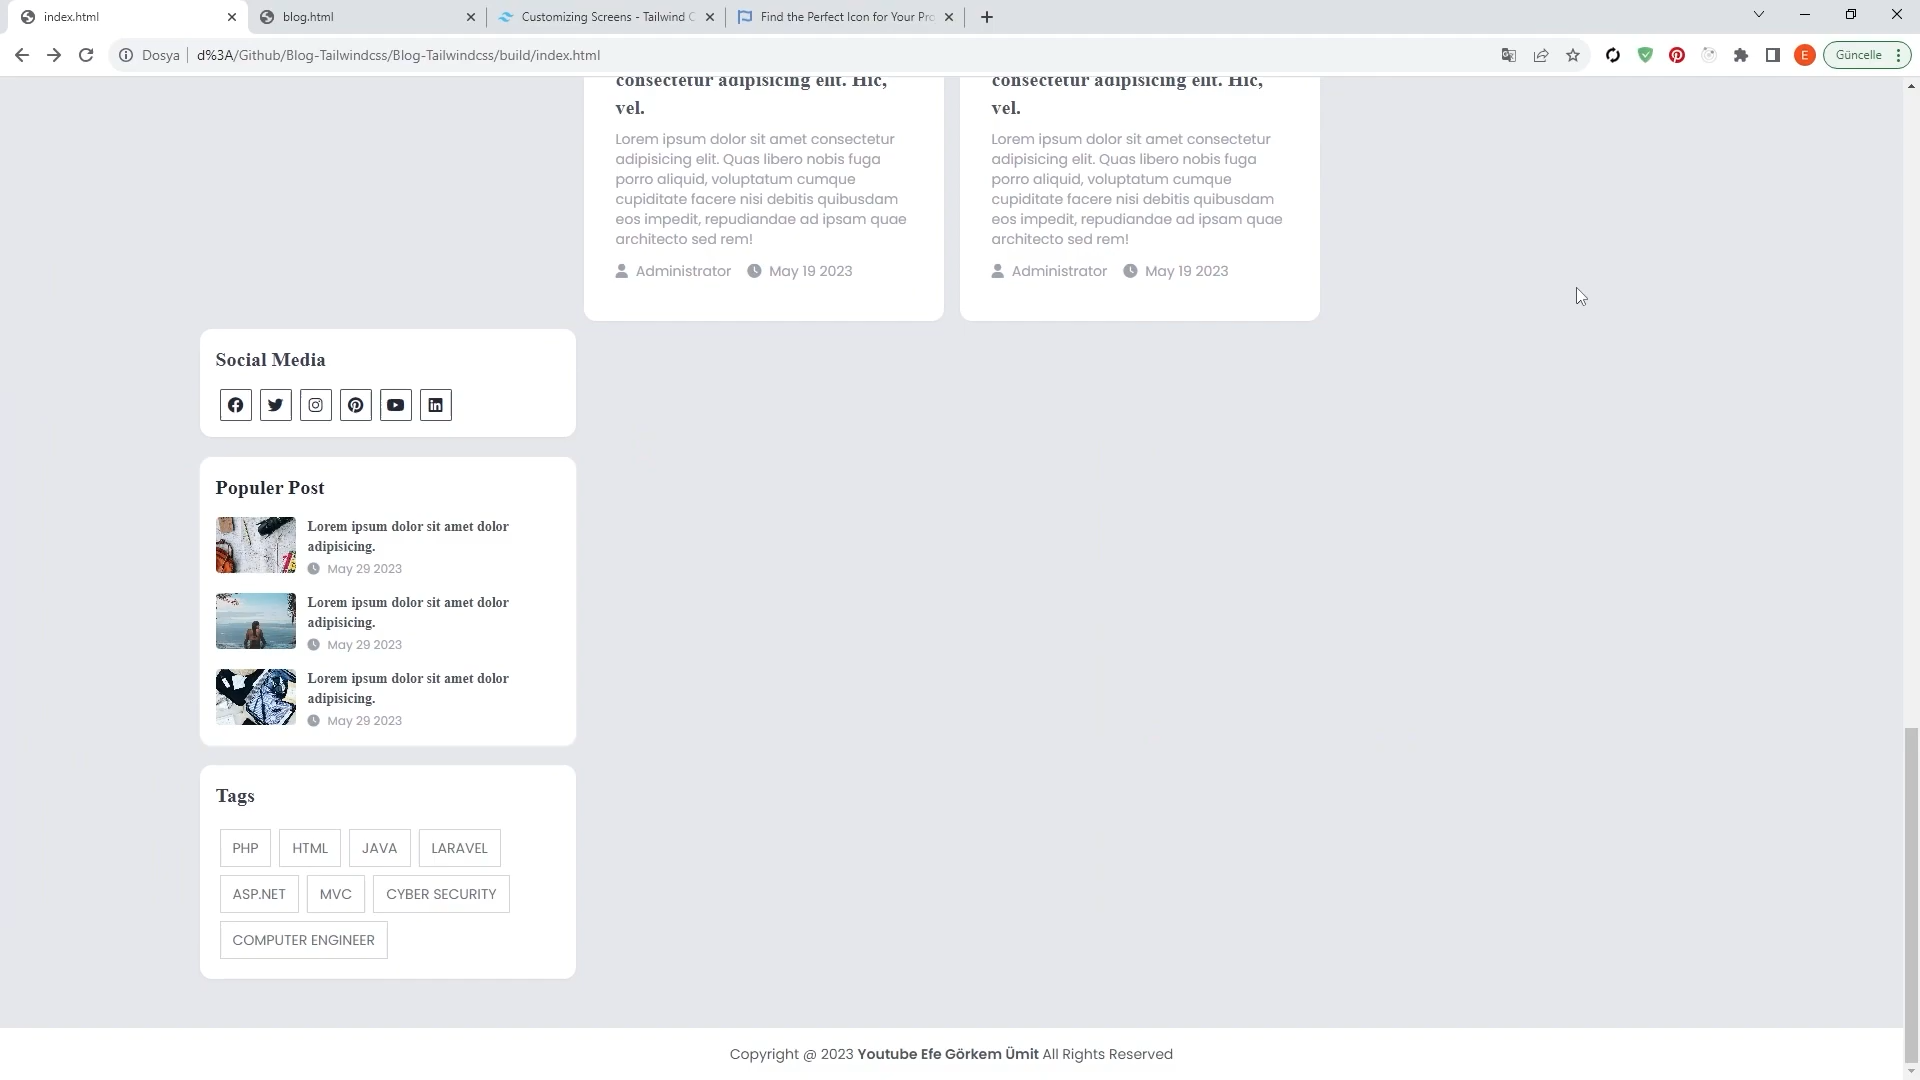 index.html
blog.html
Customizing Screens - Tailwind C
Find the Perfect Icon for Your Pro
Dosya
d%3A/Github/Blog-Tailwindcss/Blog-Tailwindcss/build/index.html
E
Güncelle
consectetur adipisicing elit. Hic,
vel.
Lorem ipsum dolor sit amet consectetur
adipisicing elit. Quas libero nobis fuga
porro aliquid, voluptatum cumque
cupiditate facere nisi debitis quibusdam
eos impedit, repudiandae ad ipsam quae
architecto sed rem!
Administrator May 19 2023
consectetur adipisicing elit. Hic,
vel.
Lorem ipsum dolor sit amet consectetur
adipisicing elit. Quas libero nobis fuga
porro aliquid, voluptatum cumque
cupiditate facere nisi debitis quibusdam
eos impedit, repudiandae ad ipsam quae
architecto sed rem!
Administrator May 19 2023
Social Media
Populer Post
Lorem ipsum dolor sit amet dolor
adipisicing.
May 29 2023
Lorem ipsum dolor sit amet dolor
adipisicing.
May 29 2023
Lorem ipsum dolor sit amet dolor
adipisicing.
May 29 2023
Tags
PHP HTML JAVA LARAVEL
ASP.NET MVC CYBER SECURITY
COMPUTER ENGINEER
Copyright @ 2023 Youtube Efe Görkem Ümit All Rights Reserved